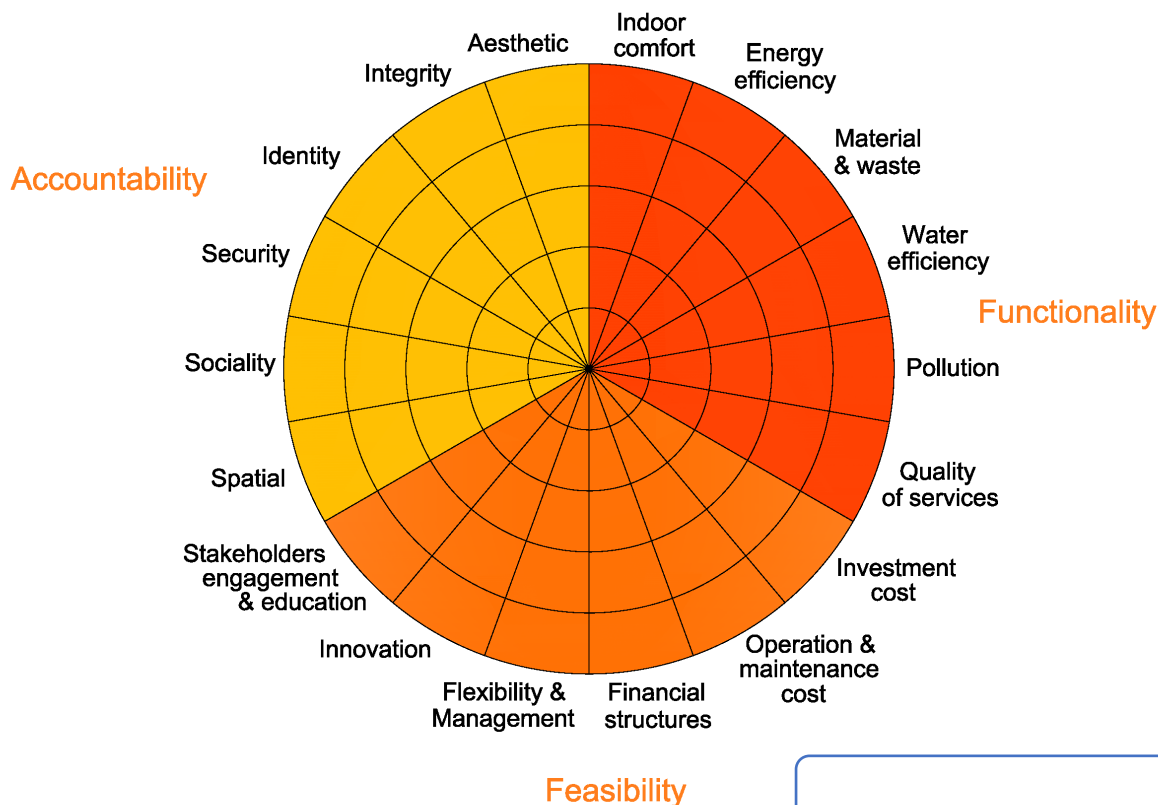 Aesthetic
Indoor
comfort
Energy
efficiency
Material
& waste
Water
efficiency
Functionality
Pollution
Quality
of services
Investment
cost
Operation &
maintenance
cost
Financial
structures
Feasibility
Flexibility &
Management
Innovation
Stakeholders
engagement
& education
Spatial
Sociality
Security
Accountability
Identity
Integrity